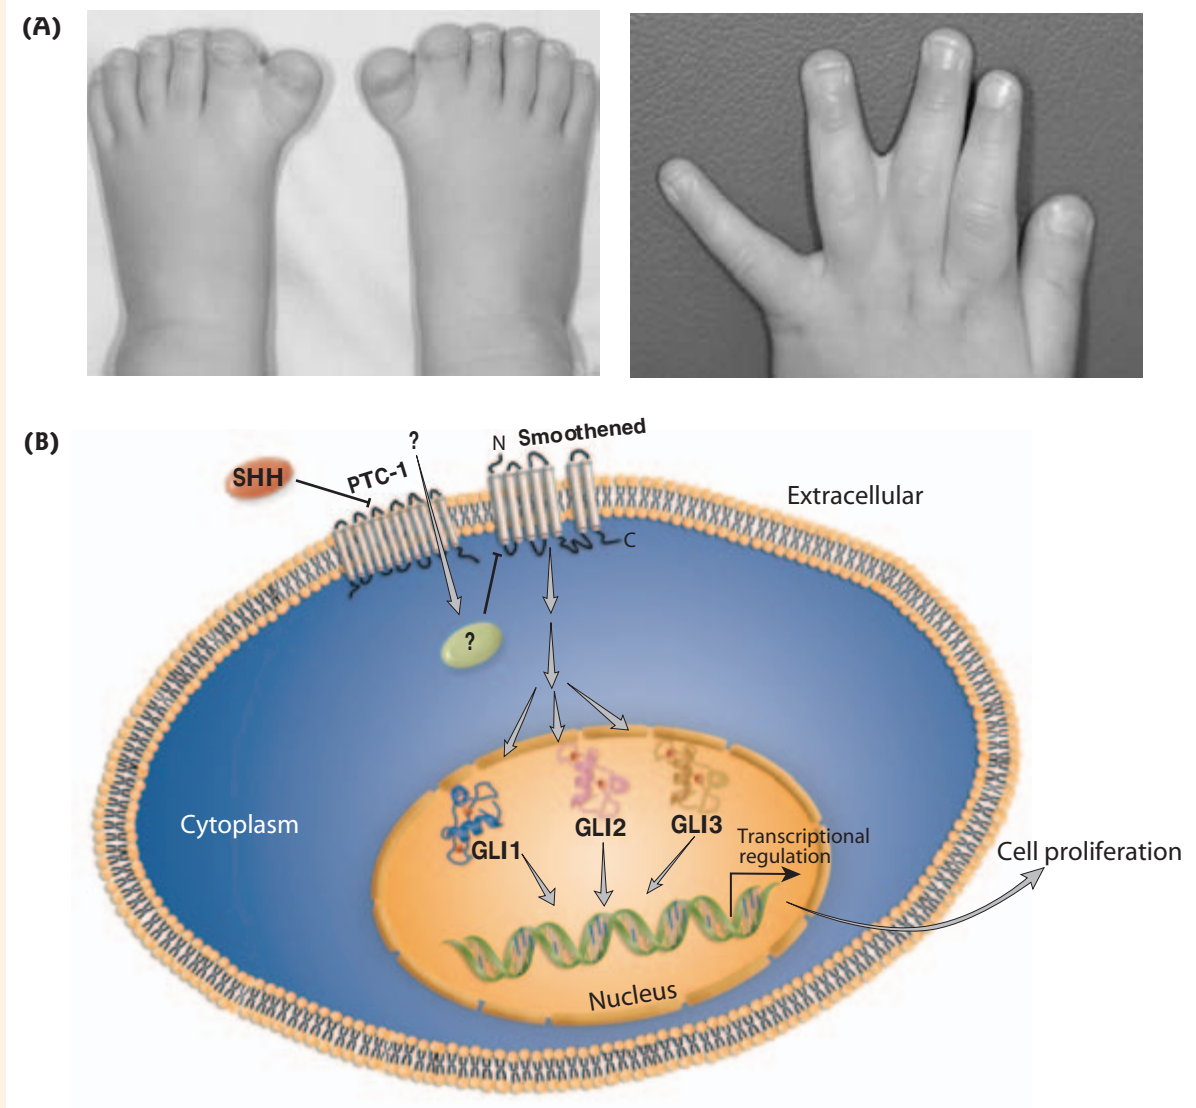 (A)
(B)
?
N
Smoothened
SHH
PTC-1
Extracellular
C
?
Cytoplasm
GLI1
GLI2
GLI3
Transcriptional
regulation
Cell proliferation
Nucleus